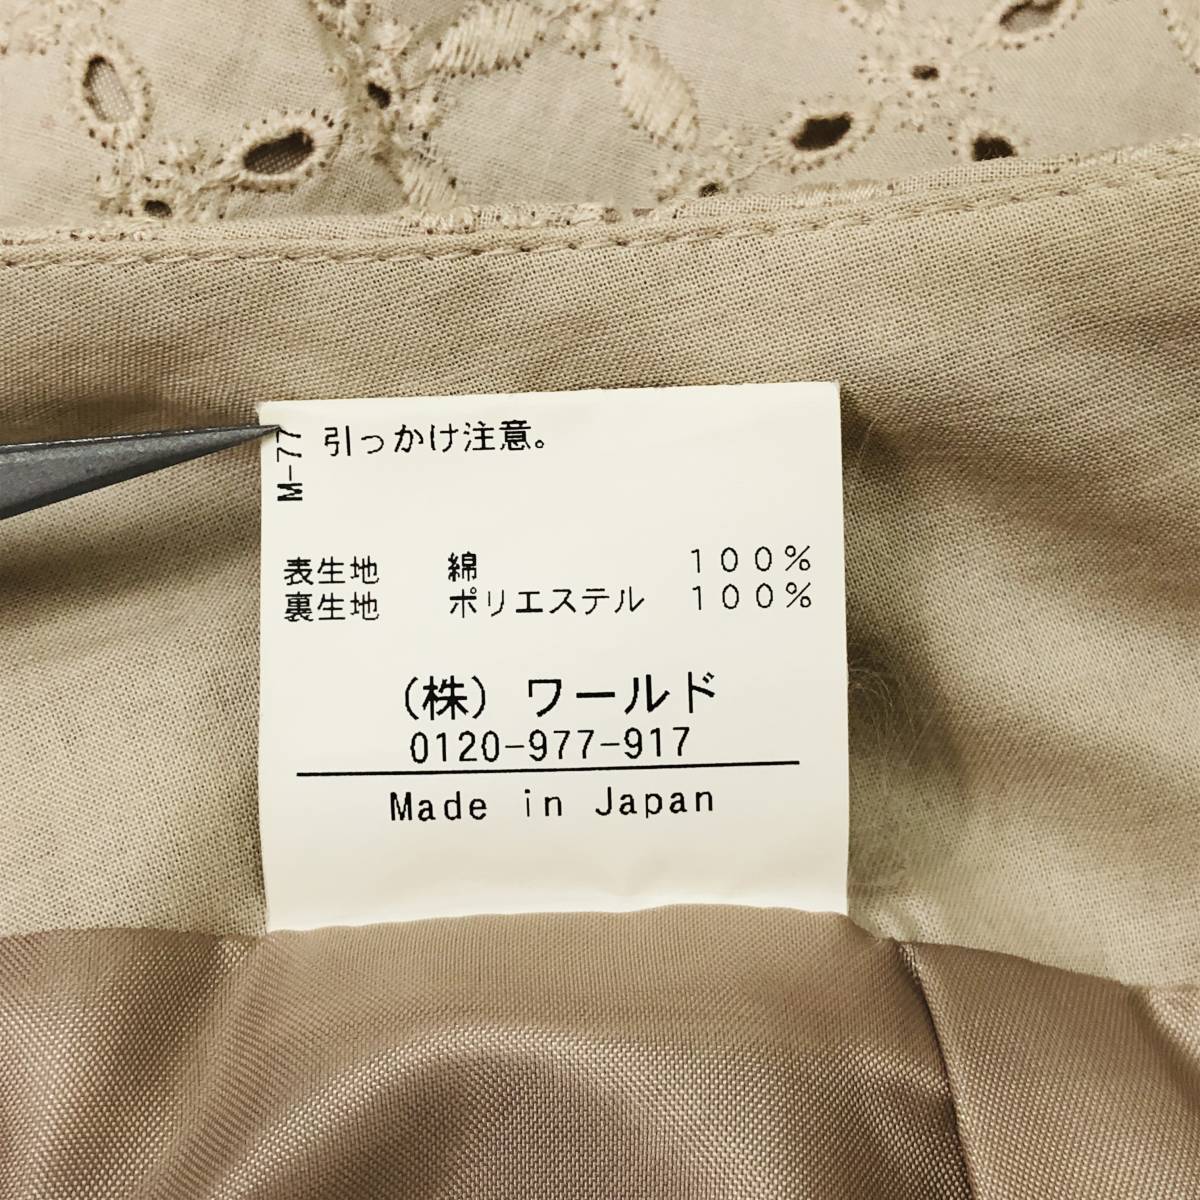 M-77
引っかけ注意。
表生地 綿 100%
裏生地 ポリエステル 100%
(株) ワールド
0120-977-917
Made in Japan